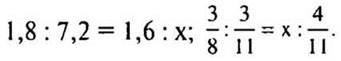 1,8 : 7,2 = 1,6 : x; 3/8 : 3/11 = x : 4/11.